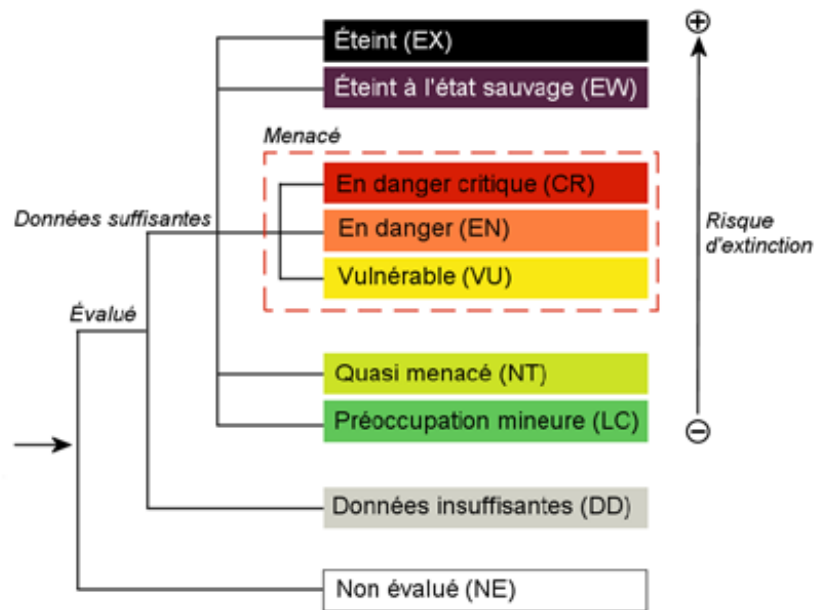 Éteint (EX)
Éteint à l'état sauvage (EW)
Menacé
En danger critique (CR)
Données suffisantes
En danger (EN)
Risque
d'extinction
Vulnérable (VU)
Évalué
Quasi menacé (NT)
Préoccupation mineure (LC)
Données insuffisantes (DD)
Non évalué (NE)